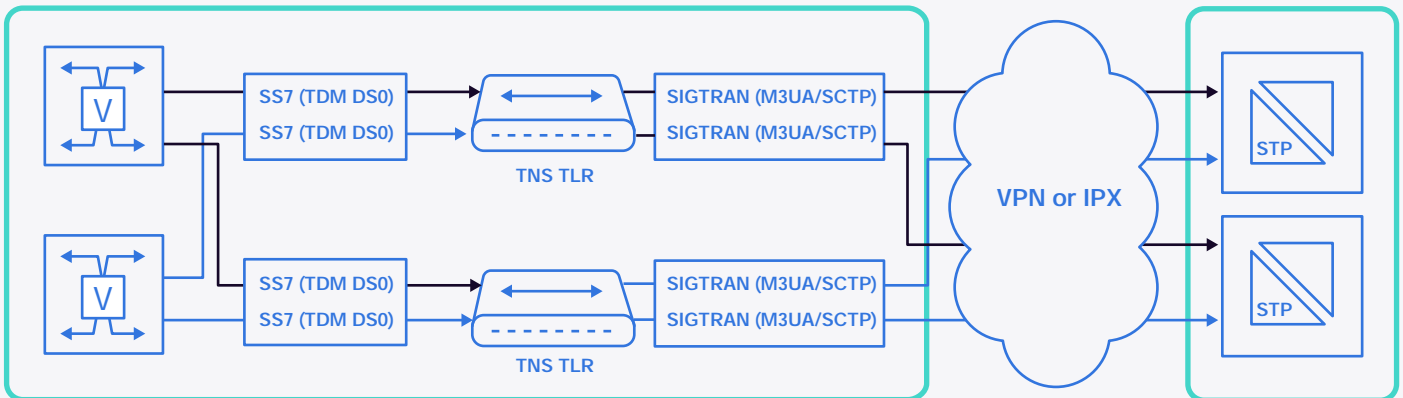 V
SS7 (TDM DS0)
SS7 (TDM DS0)
TNS TLR
SIGTRAN (M3UA/SCTP)
SIGTRAN (M3UA/SCTP)
VPN or IPX
STP
V
SS7 (TDM DS0)
SS7 (TDM DS0)
TNS TLR
SIGTRAN (M3UA/SCTP)
SIGTRAN (M3UA/SCTP)
STP